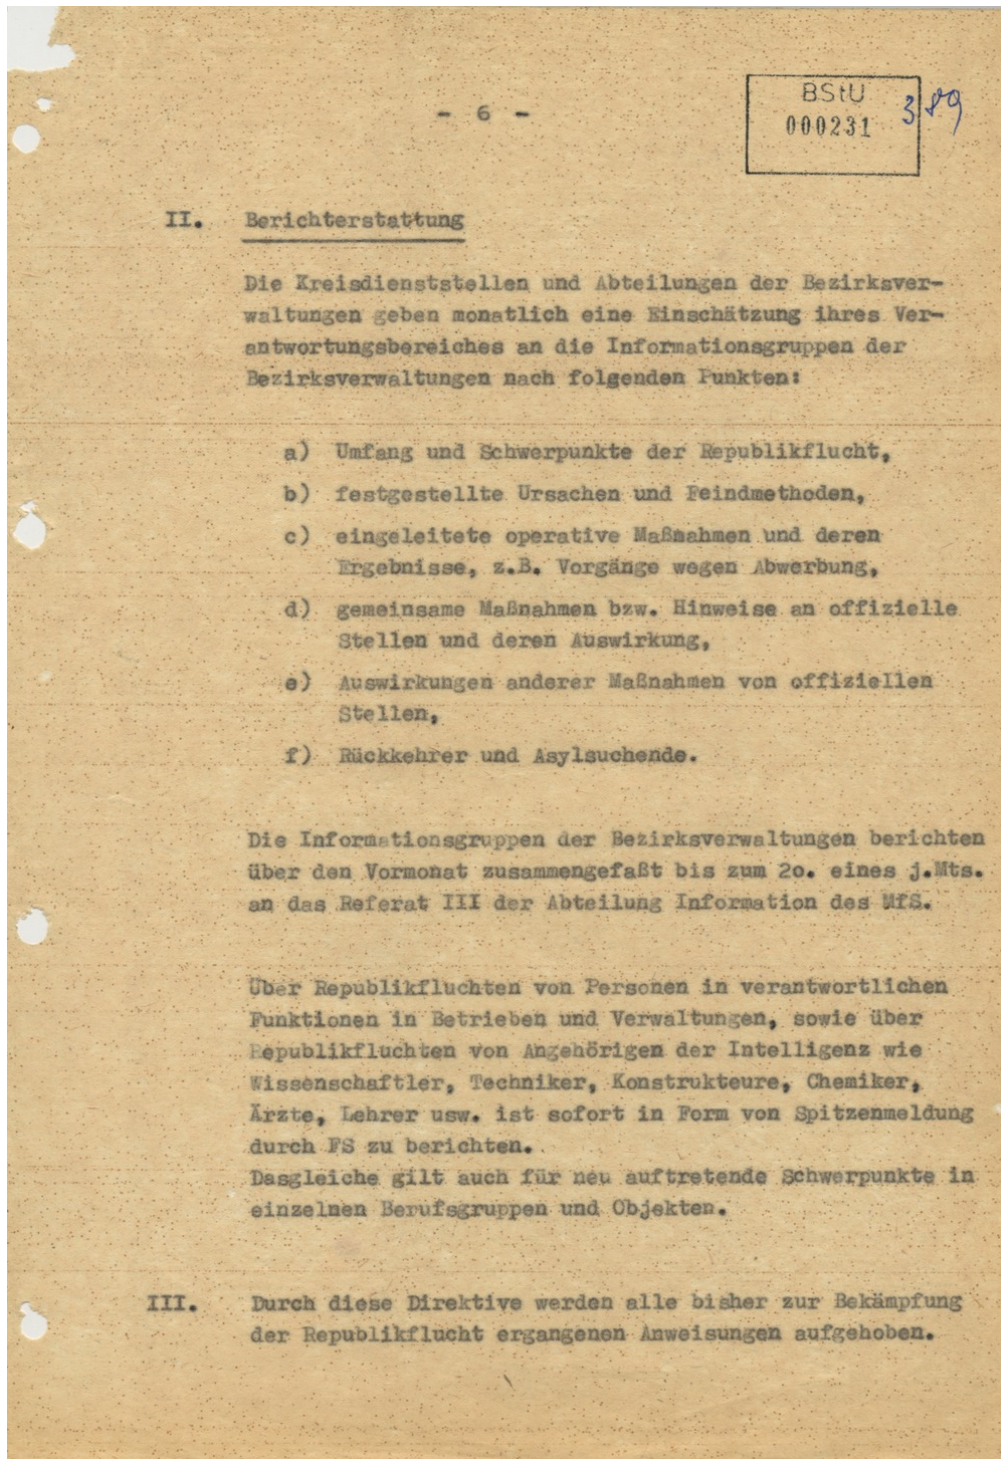 - 6 -
BStU
000231
389
II. Berichterstattung
Die Kreisdienststellen und Abteilungen der Bezirksver-
waltungen geben monatlich eine Einschätzung ihres Ver-
antwortungsbereiches an die Informationsgruppen der
Bezirksverwaltungen nach folgenden Punkten:
a) Umfang und Schwerpunkte der Republikflucht,
b) festgestellte Ursachen und Feindmethoden,
c) eingeleitete operative Maßnahmen und deren
Ergebnisse, z.B. Vorgänge wegen Abwerbung,
d) gemeinsame Maßnahmen bzw. Hinweise an offizielle
Stellen und deren Auswirkung,
e) Auswirkungen anderer Maßnahmen von offiziellen
Stellen,
f) Rückkehrer und Asylsuchende.
Die Informationsgruppen der Bezirksverwaltungen berichten
über den Vormonat zusammengefaßt bis zum 2o. eines j.Mts.
an das Referat III der Abteilung Information des MfS.
Über Republikfluchten von Personen in verantwortlichen
Funktionen in Betrieben und Verwaltungen, sowie über
Republikfluchten von Angehörigen der Intelligenz wie
Wissenschaftler, Techniker, Konstrukteure, Chemiker,
Ärzte, Lehrer usw. ist sofort in Form von Spitzenmeldung
durch FS zu berichten.
Dasgleiche gilt auch für neu auftretende Schwerpunkte in
einzelnen Berufsgruppen und Objekten.
III. Durch diese Direktive werden alle bisher zur Bekämpfung
der Republikflucht ergangenen Anweisungen aufgehoben.